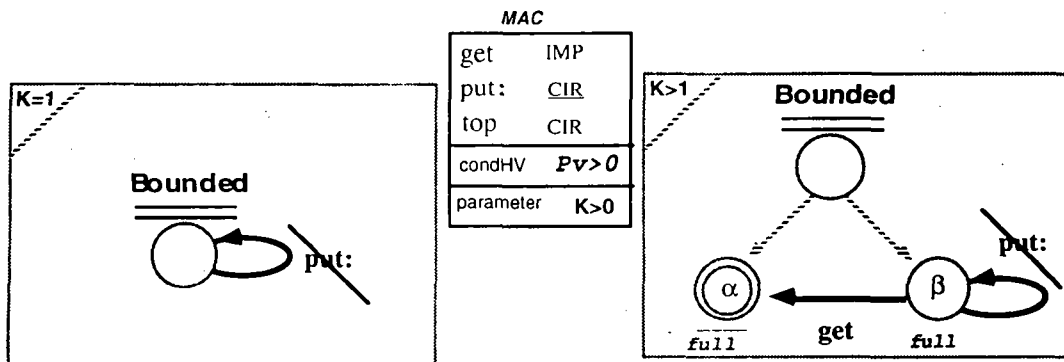 MAC
get IMP
put: CIR
top CIR
condHV Pv>0
parameter K>0
K=1
Bounded
put:
K>1
Bounded
put:
α
β
get
full
full